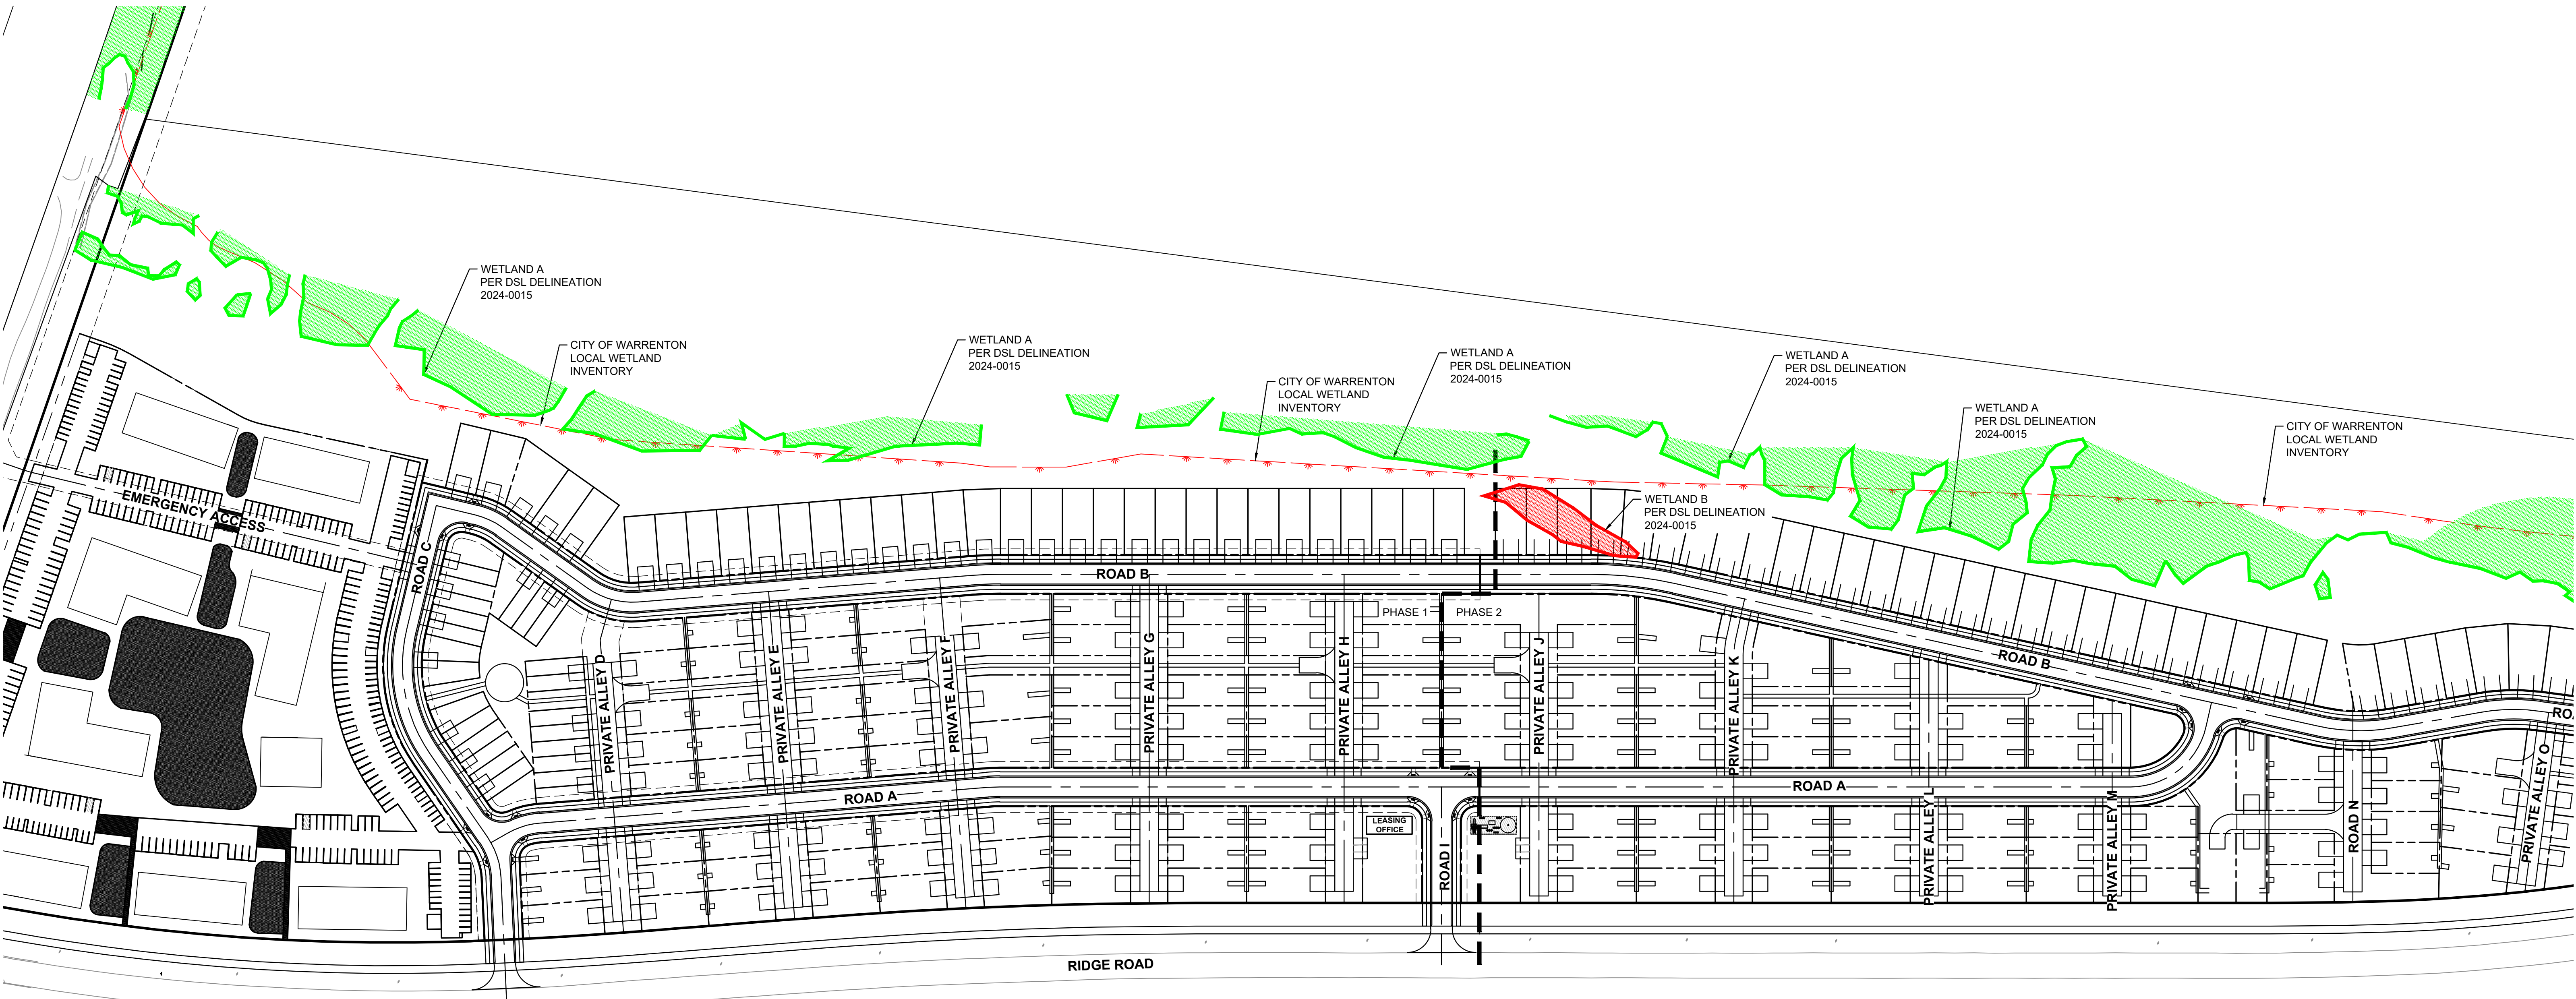 WETLAND A
PER DSL DELINEATION
2024-0015
CITY OF WARRENTON
LOCAL WETLAND
INVENTORY
WETLAND A
PER DSL DELINEATION
2024-0015
CITY OF WARRENTON
LOCAL WETLAND
INVENTORY
WETLAND A
PER DSL DELINEATION
2024-0015
WETLAND A
PER DSL DELINEATION
2024-0015
WETLAND A
PER DSL DELINEATION
2024-0015
CITY OF WARRENTON
LOCAL WETLAND
INVENTORY
WETLAND B
PER DSL DELINEATION
2024-0015
EMERGENCY ACCESS
ROAD C
ROAD B
PHASE 1
PHASE 2
ROAD B
RO
PRIVATE ALLEY D
PRIVATE ALLEY E
PRIVATE ALLEY F
PRIVATE ALLEY G
PRIVATE ALLEY H
PRIVATE ALLEY J
PRIVATE ALLEY K
PRIVATE ALLEY L
PRIVATE ALLEY M
ROAD N
PRIVATE ALLEY O
ROAD A
ROAD A
LEASING
OFFICE
ROAD I
RIDGE ROAD